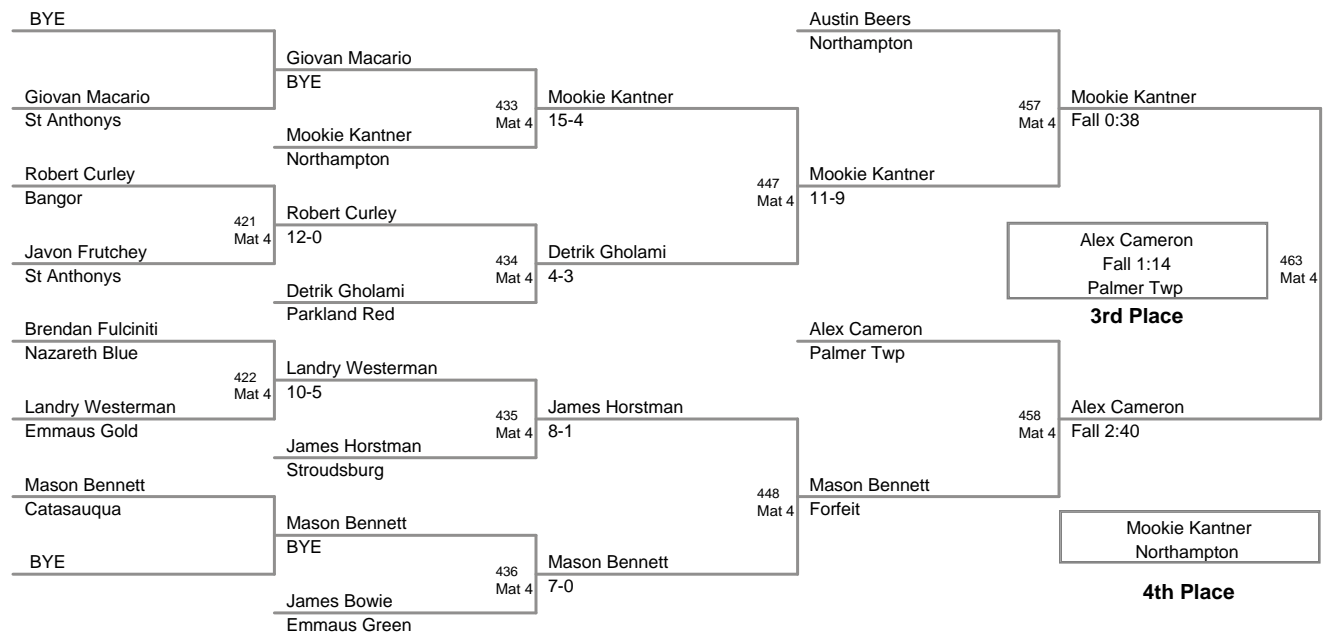 BYE
Giovan Macario
St Anthonys
Robert Curley
Bangor
Javon Frutchey
St Anthonys
Brendan Fulciniti
Nazareth Blue
Landry Westerman
Emmaus Gold
Mason Bennett
Catasauqua
BYE
421
Mat 4
422
Mat 4
Giovan Macario
BYE
Mookie Kantner
Northampton
Robert Curley
12-0
Detrik Gholami
Parkland Red
Landry Westerman
10-5
James Horstman
Stroudsburg
Mason Bennett
BYE
James Bowie
Emmaus Green
433
Mat 4
434
Mat 4
435
Mat 4
436
Mat 4
Mookie Kantner
15-4
Detrik Gholami
4-3
James Horstman
8-1
Mason Bennett
7-0
447
Mat 4
448
Mat 4
Austin Beers
Northampton
Mookie Kantner
11-9
Alex Cameron
Palmer Twp
Mason Bennett
Forfeit
457
Mat 4
458
Mat 4
Mookie Kantner
Fall 0:38
Alex Cameron
Fall 2:40
463
Mat 4
Alex Cameron
Fall 1:14
Palmer Twp
3rd Place
Mookie Kantner
Northampton
4th Place